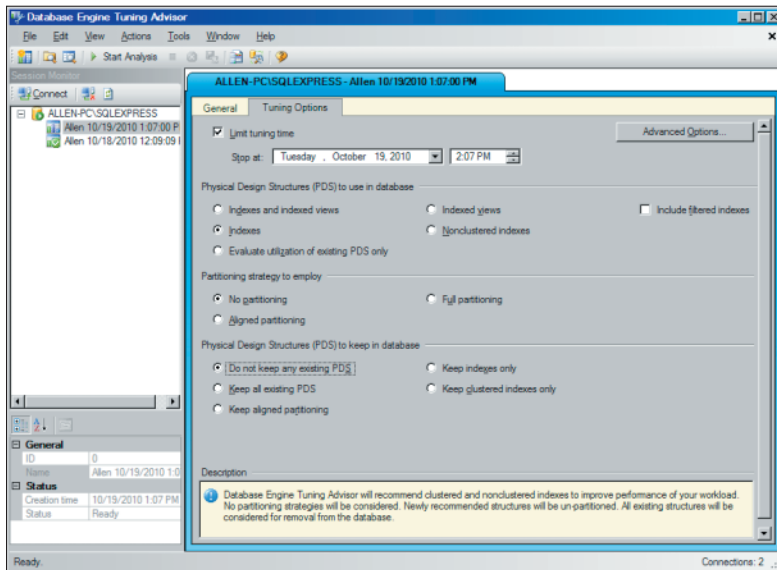 Database Engine Tuning Advisor
File Edit View Actions Tools Window Help
Start Analysis
Session Monitor
Connect
ALLEN-PC\SQLEXPRESS
Allen 10/19/2010 1:07:00 P
Allen 10/18/2010 12:09:09
General
ID 0
Name Allen 10/19/2010 1:0
Status
Creation time 10/19/2010 1:07 PM
Status Ready
ALLEN-PC\SQLEXPRESS - Allen 10/19/2010 1:07:00 PM
General Tuning Options
Limit tuning time
Advanced Options...
Stop at: Tuesday , October 19, 2010 2:07 PM
Physical Design Structures (PDS) to use in database
Indexes and indexed views Indexed views Include filtered indexes
Indexes Nonclustered indexes
Evaluate utilization of existing PDS only
Partitioning strategy to employ
No partitioning Full partitioning
Aligned partitioning
Physical Design Structures (PDS) to keep in database
Do not keep any existing PDS Keep indexes only
Keep all existing PDS Keep clustered indexes only
Keep aligned partitioning
Description
Database Engine Tuning Advisor will recommend clustered and nonclustered indexes to improve performance of your workload.
No partitioning strategies will be considered. Newly recommended structures will be un-partitioned. All existing structures will be
considered for removal from the database.
Ready. Connections: 2